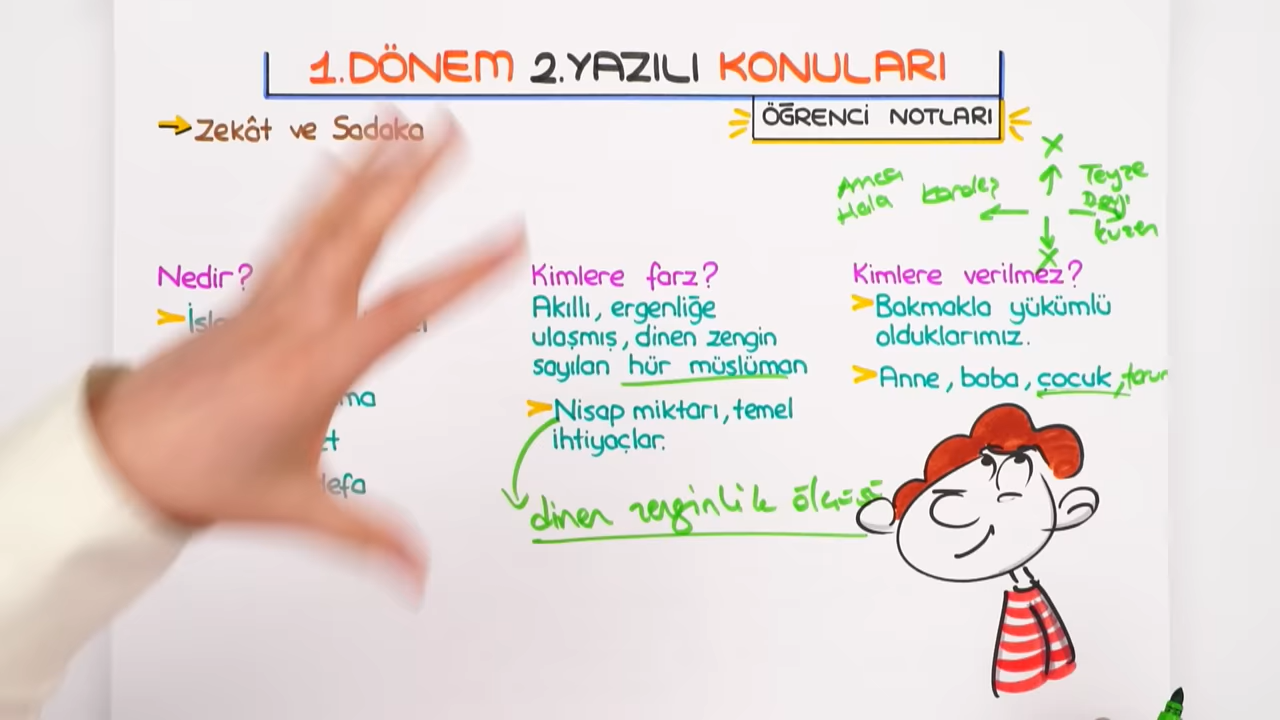 1.DÖNEM 2.YAZILI KONULARI
ÖĞRENCİ NOTLARI
→Zekât ve Sadaka
X
Amca
Hala
Teyze
Dayı
kuzen
X
Nedir?
Kimlere farz?
Akıllı, ergenliğe
ulaşmış, dinen zengin
sayılan hür müslüman
➤Nisap miktarı, temel
ihtiyaçlar.
dinen zenginlik ölçüsü
Kimlere verilmez?
➤Bakmakla yükümlü
olduklarımız.
➤Anne, baba, çocuk,